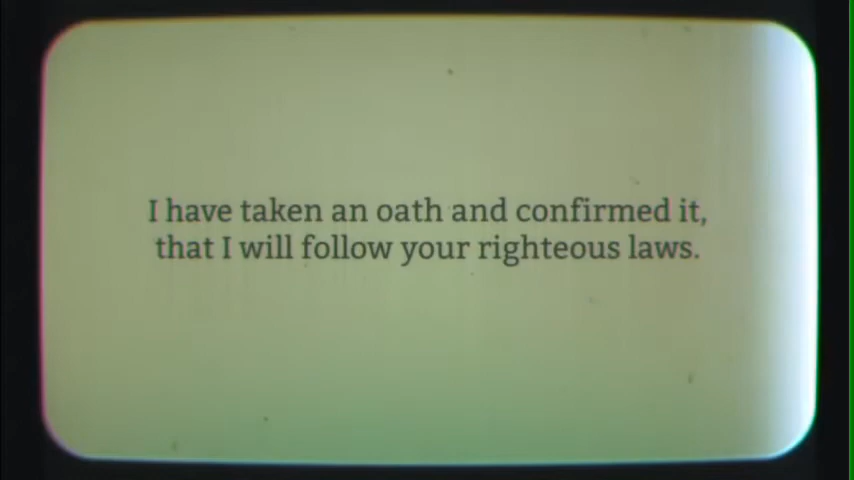 I have taken an oath and confirmed it,
that I will follow your righteous laws.